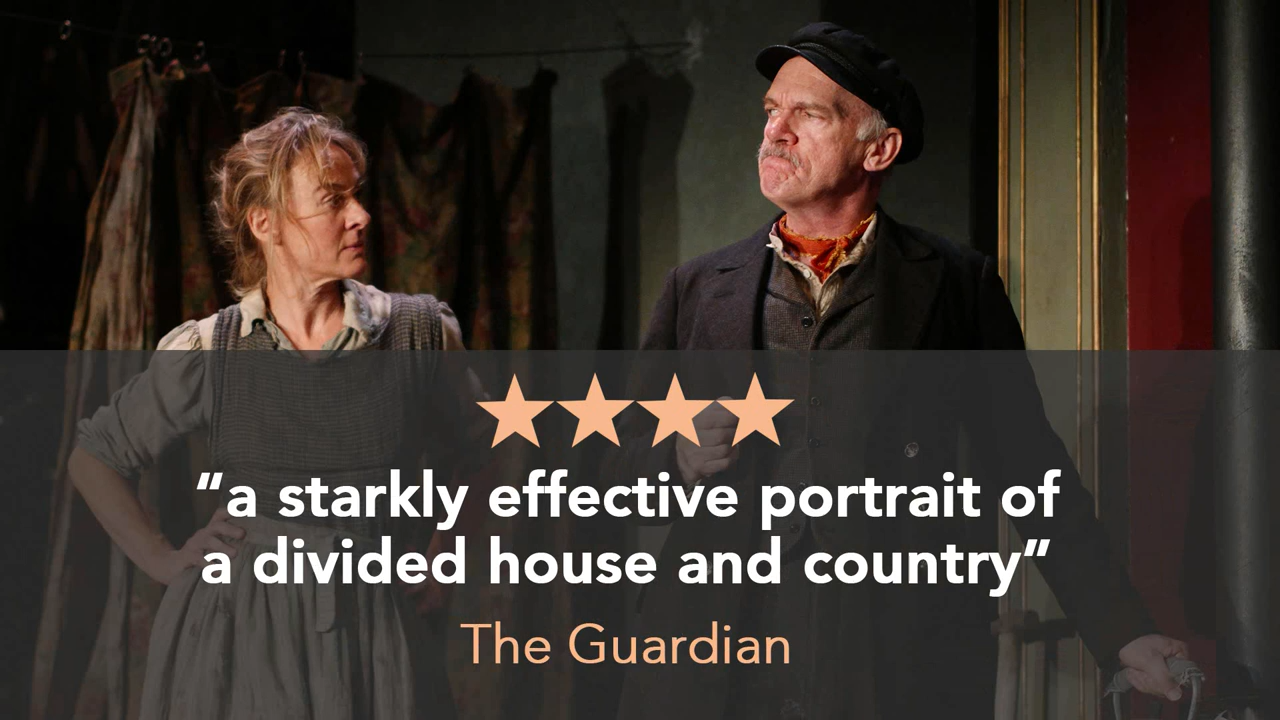 “a starkly effective portrait of
a divided house and country”
The Guardian